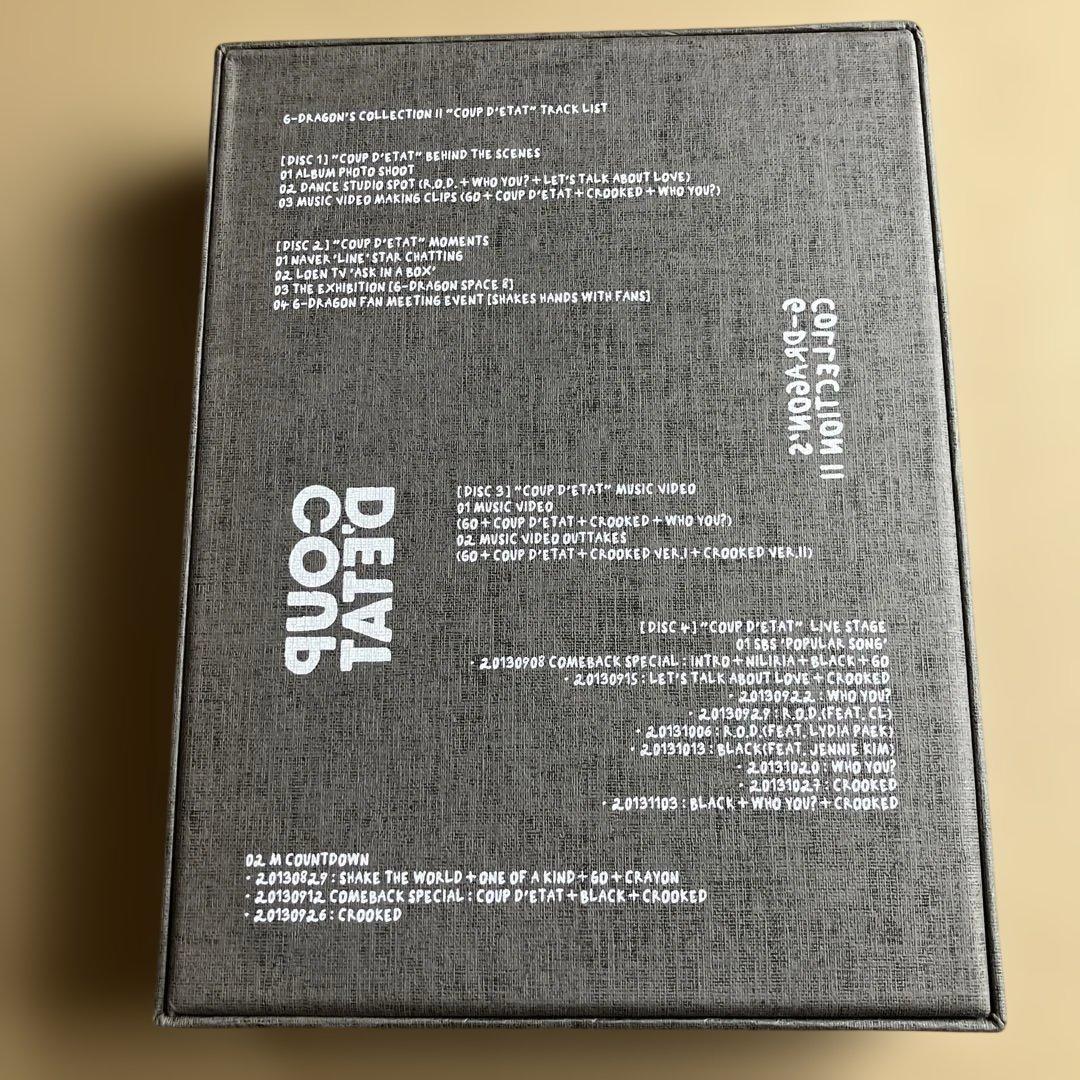 G-DRAGON'S COLLECTION II "COUP D'ETAT" TRACK LIST
[DISC 1] "COUP D'ETAT" BEHIND THE SCENES
01 ALBUM PHOTO SHOOT
02 DANCE STUDIO SPOT (R.O.D. + WHO YOU? + LET'S TALK ABOUT LOVE)
03 MUSIC VIDEO MAKING CLIPS (GO + COUP D'ETAT + CROOKED + WHO YOU?)
[DISC 2] "COUP D'ETAT" MOMENTS
01 NAVER 'LINE' STAR CHATTING
02 LOEN TV 'ASK IN A BOX'
03 THE EXHIBITION [G-DRAGON SPACE 8]
04 G-DRAGON FAN MEETING EVENT [SHAKES HANDS WITH FANS]
G-DRAGON'S
COLLECTION II
COUP
D'ETAT
[DISC 3] "COUP D'ETAT" MUSIC VIDEO
01 MUSIC VIDEO
(GO + COUP D'ETAT + CROOKED + WHO YOU?)
02 MUSIC VIDEO OUTTAKES
(GO + COUP D'ETAT + CROOKED VER.I + CROOKED VER.II)
[DISC 4] "COUP D'ETAT" LIVE STAGE
01 SBS 'POPULAR SONG'
· 20130908 COMEBACK SPECIAL : INTRO + NILIRIA + BLACK + GO
· 20130915 : LET'S TALK ABOUT LOVE + CROOKED
· 20130922 : WHO YOU?
· 20130929 : R.O.D.(FEAT. CL)
· 20131006 : R.O.D.(FEAT. LYDIA PAEK)
· 20131013 : BLACK(FEAT. JENNIE KIM)
· 20131020 : WHO YOU?
· 20131027 : CROOKED
· 20131103 : BLACK + WHO YOU? + CROOKED
02 M COUNTDOWN
· 20130829 : SHAKE THE WORLD + ONE OF A KIND + GO + CRAYON
· 20130912 COMEBACK SPECIAL : COUP D'ETAT + BLACK + CROOKED
· 20130926 : CROOKED